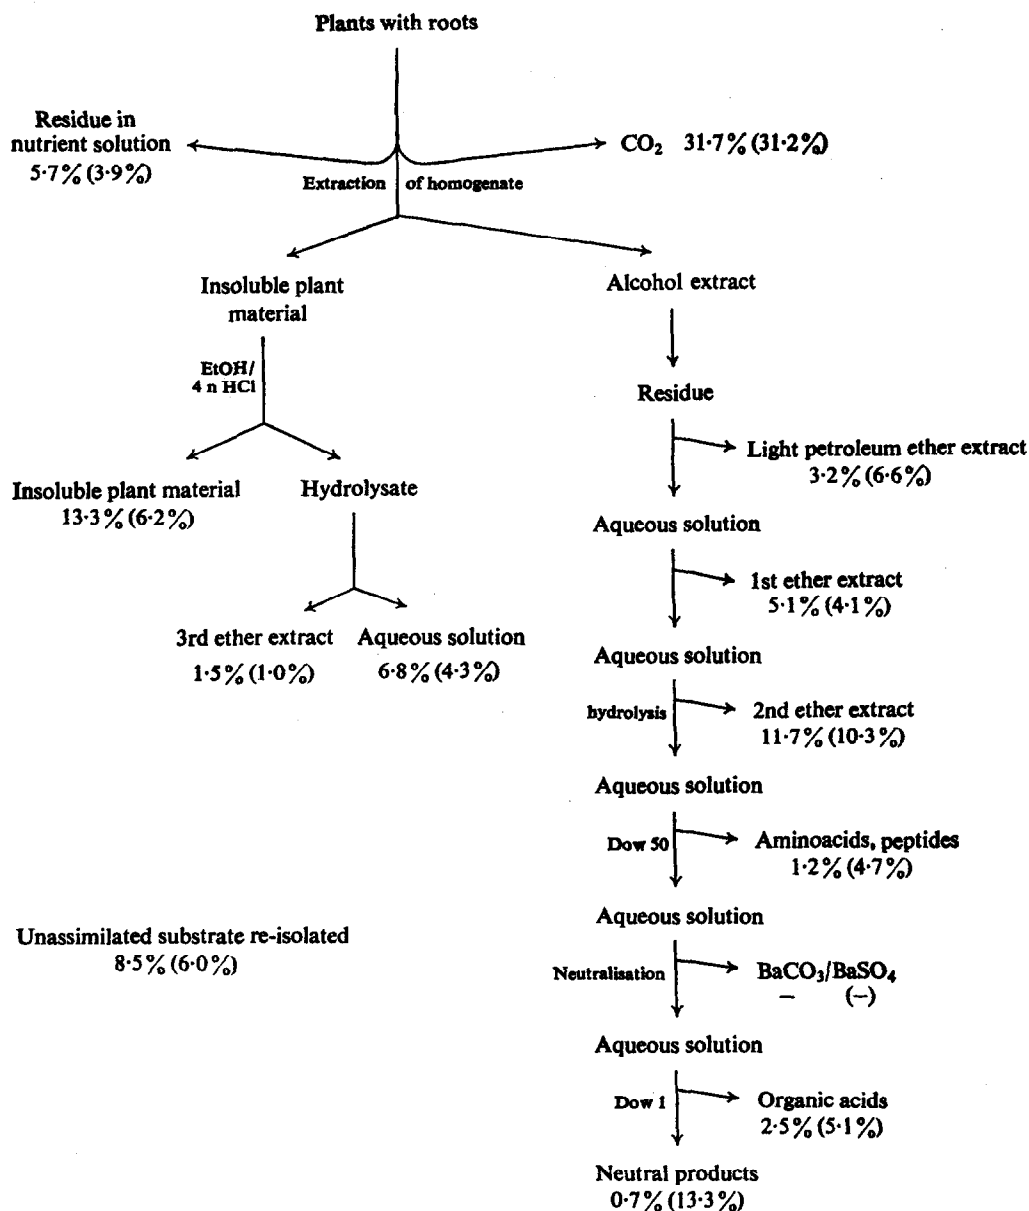 Plants with roots
Residue in
nutrient solution
5·7% (3·9%)
CO₂ 31·7% (31·2%)
Extraction of homogenate
Insoluble plant
material
Alcohol extract
EtOH/
4 n HCl
Residue
Light petroleum ether extract
3·2% (6·6%)
Insoluble plant material
13·3% (6·2%)
Hydrolysate
Aqueous solution
1st ether extract
5·1% (4·1%)
3rd ether extract
1·5% (1·0%)
Aqueous solution
6·8% (4·3%)
Aqueous solution
hydrolysis
2nd ether extract
11·7% (10·3%)
Aqueous solution
Dow 50
Aminoacids, peptides
1·2% (4·7%)
Aqueous solution
Unassimilated substrate re-isolated
8·5% (6·0%)
Neutralisation
BaCO₃/BaSO₄
– (–)
Aqueous solution
Dow 1
Organic acids
2·5% (5·1%)
Neutral products
0·7% (13·3%)